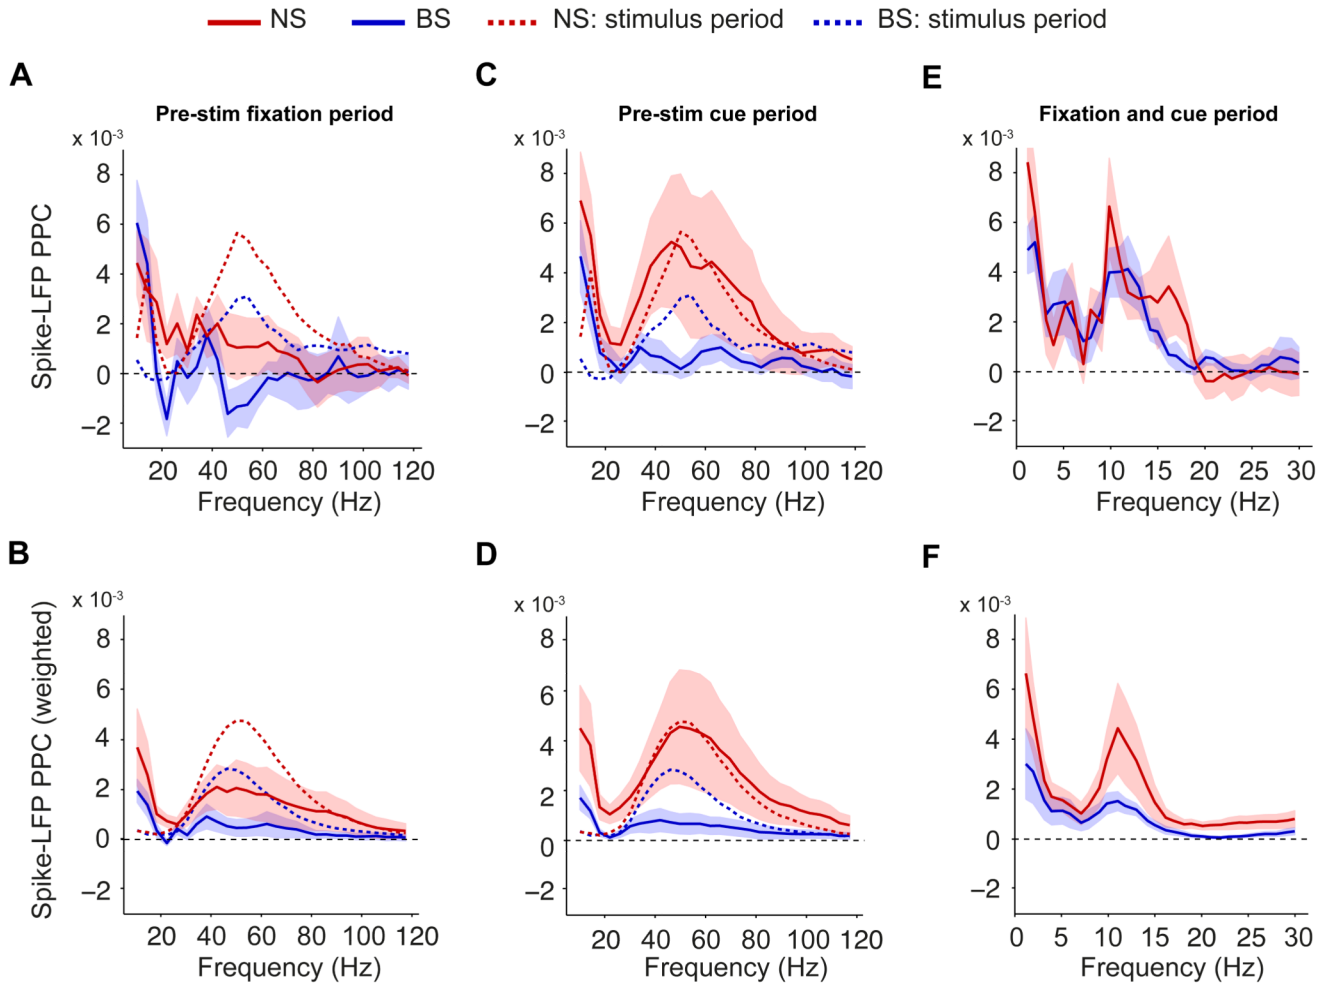 NS BS NS: stimulus period BS: stimulus period
A
Pre-stim fixation period
x 10-3
Spike-LFP PPC
8
6
4
2
0
–2
20 40 60 80 100 120
Frequency (Hz)
C
Pre-stim cue period
x 10-3
8
6
4
2
0
–2
20 40 60 80 100 120
Frequency (Hz)
E
Fixation and cue period
x 10-3
8
6
4
2
0
–2
0 5 10 15 20 25 30
Frequency (Hz)
B
x 10-3
Spike-LFP PPC (weighted)
8
6
4
2
0
–2
20 40 60 80 100 120
Frequency (Hz)
D
x 10-3
8
6
4
2
0
–2
20 40 60 80 100 120
Frequency (Hz)
F
x 10-3
8
6
4
2
0
–2
0 5 10 15 20 25 30
Frequency (Hz)